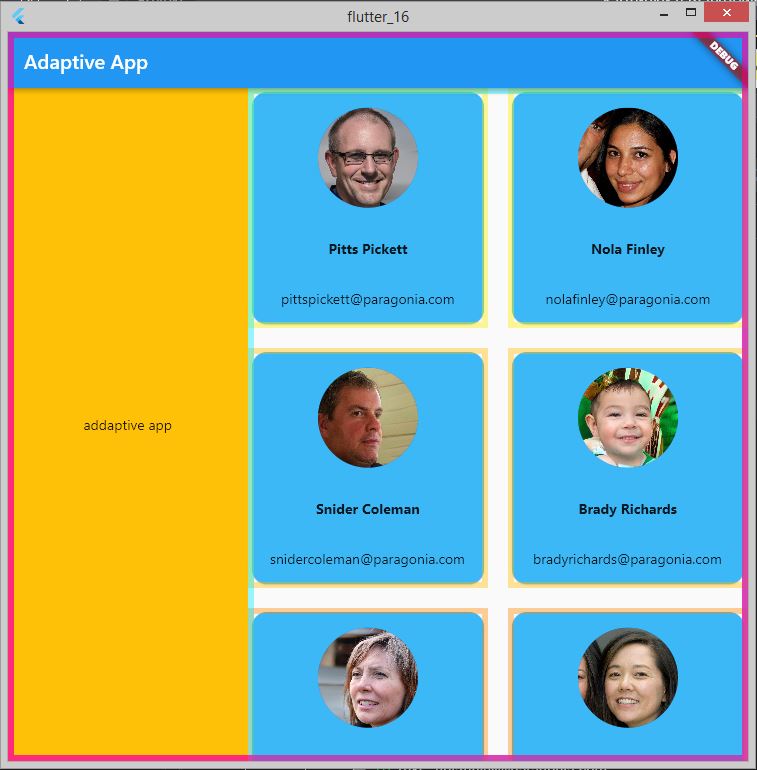 flutter_16
Adaptive App
DEBUG
addaptive app
Pitts Pickett
pittspickett@paragonia.com
Nola Finley
nolafinley@paragonia.com
Snider Coleman
snidercoleman@paragonia.com
Brady Richards
bradyrichards@paragonia.com